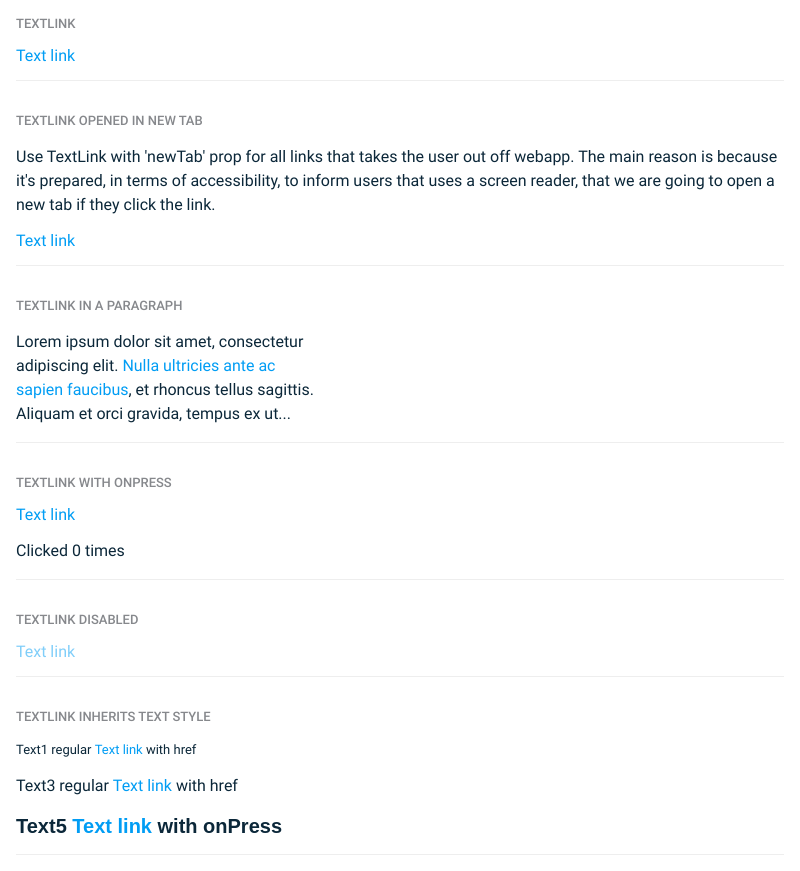 TEXTLINK
Text link
TEXTLINK OPENED IN NEW TAB
Use TextLink with 'newTab' prop for all links that takes the user out off webapp. The main reason is because
it's prepared, in terms of accessibility, to inform users that uses a screen reader, that we are going to open a
new tab if they click the link.
Text link
TEXTLINK IN A PARAGRAPH
Lorem ipsum dolor sit amet, consectetur
adipiscing elit. Nulla ultricies ante ac
sapien faucibus, et rhoncus tellus sagittis.
Aliquam et orci gravida, tempus ex ut...
TEXTLINK WITH ONPRESS
Text link
Clicked 0 times
TEXTLINK DISABLED
Text link
TEXTLINK INHERITS TEXT STYLE
Text1 regular Text link with href
Text3 regular Text link with href
Text5 Text link with onPress